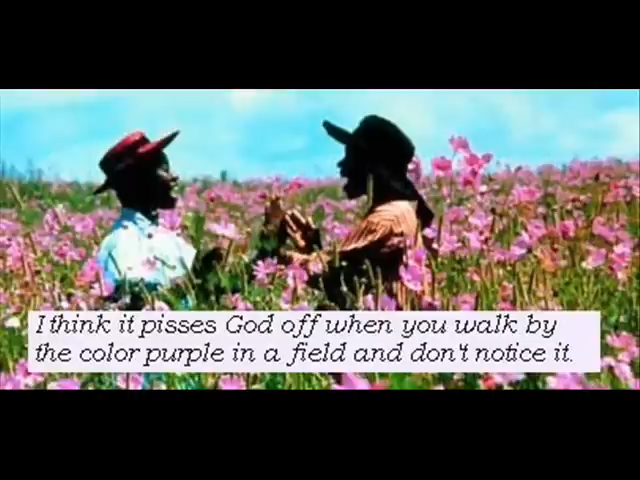 I think it pisses God off when you walk by
the color purple in a field and don't notice it.